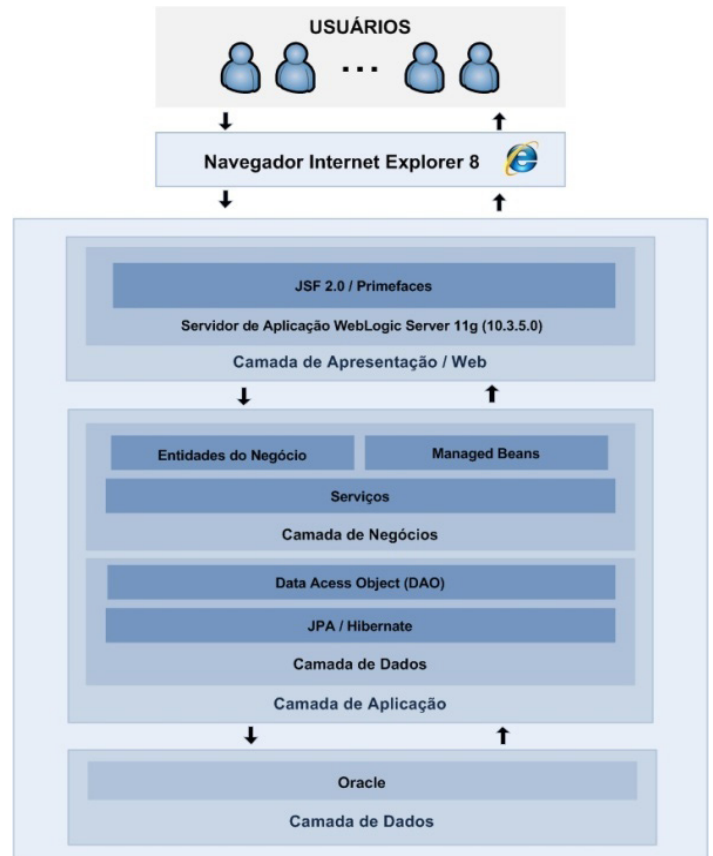 USUÁRIOS
...
Navegador Internet Explorer 8
JSF 2.0 / Primefaces
Servidor de Aplicação WebLogic Server 11g (10.3.5.0)
Camada de Apresentação / Web
Entidades do Negócio
Managed Beans
Serviços
Camada de Negócios
Data Acess Object (DAO)
JPA / Hibernate
Camada de Dados
Camada de Aplicação
Oracle
Camada de Dados